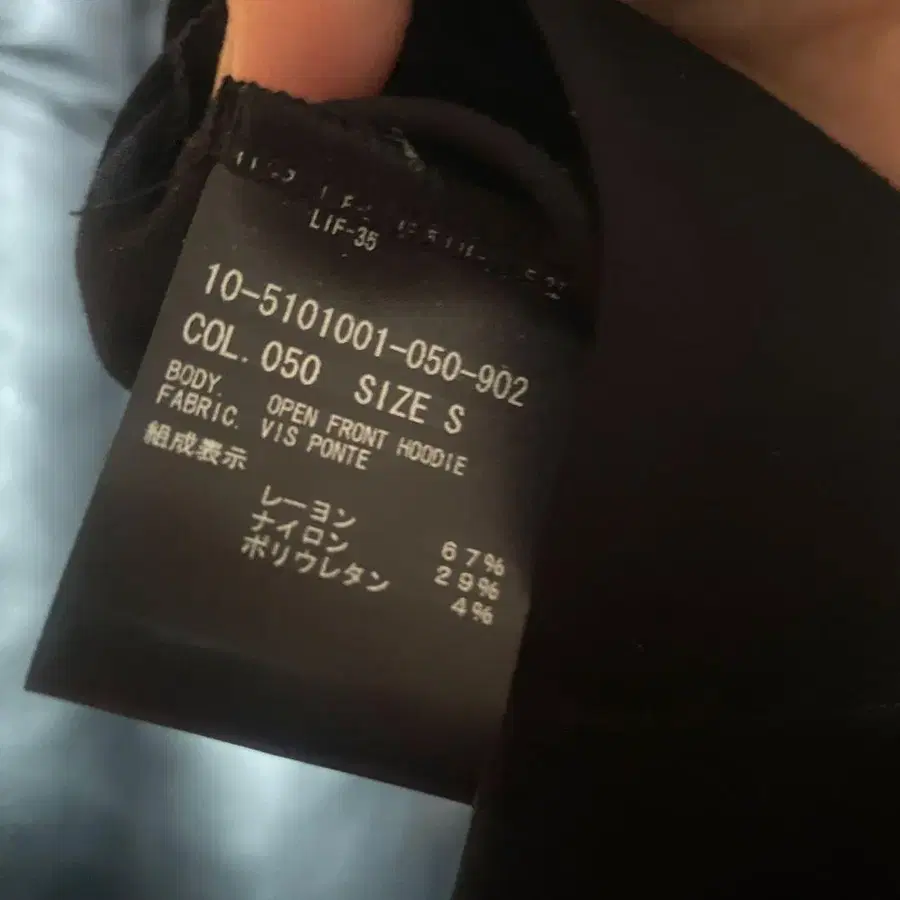 LIF-35
10-5101001-050-902
COL. 050 SIZE S
BODY. OPEN FRONT HOODIE
FABRIC. VIS PONTE
組成表示
レーヨン 67%
ナイロン 29%
ポリウレタン 4%